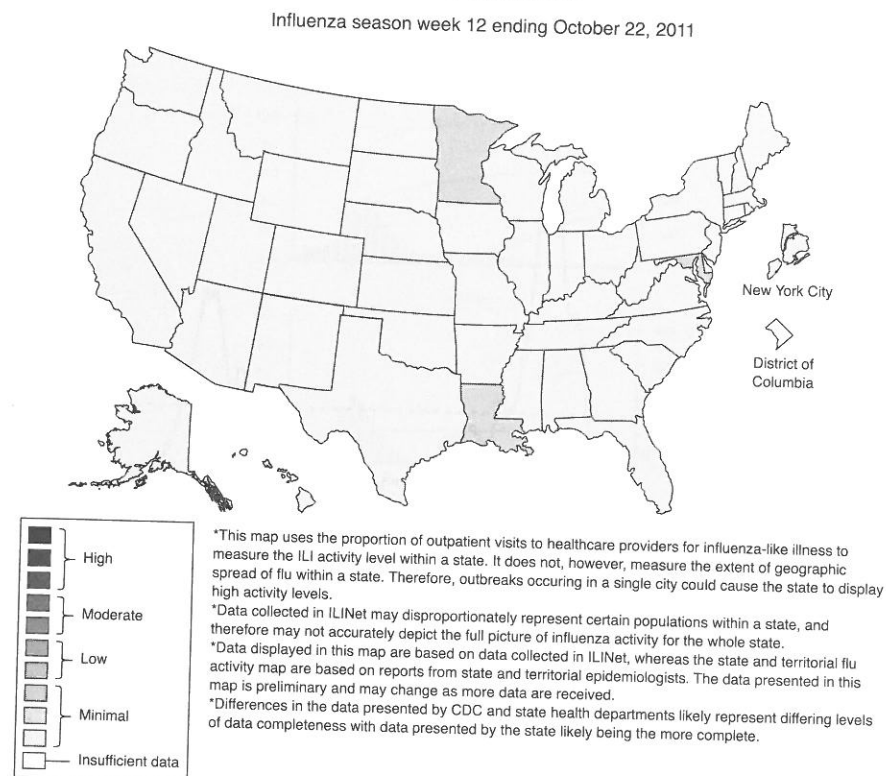 Influenza season week 12 ending October 22, 2011
New York City
District of
Columbia
High
Moderate
Low
Minimal
Insufficient data
*This map uses the proportion of outpatient visits to healthcare providers for influenza-like illness to
measure the ILI activity level within a state. It does not, however, measure the extent of geographic
spread of flu within a state. Therefore, outbreaks occuring in a single city could cause the state to display
high activity levels.
*Data collected in ILINet may disproportionately represent certain populations within a state, and
therefore may not accurately depict the full picture of influenza activity for the whole state.
*Data displayed in this map are based on data collected in ILINet, whereas the state and territorial flu
activity map are based on reports from state and territorial epidemiologists. The data presented in this
map is preliminary and may change as more data are received.
*Differences in the data presented by CDC and state health departments likely represent differing levels
of data completeness with data presented by the state likely being the more complete.